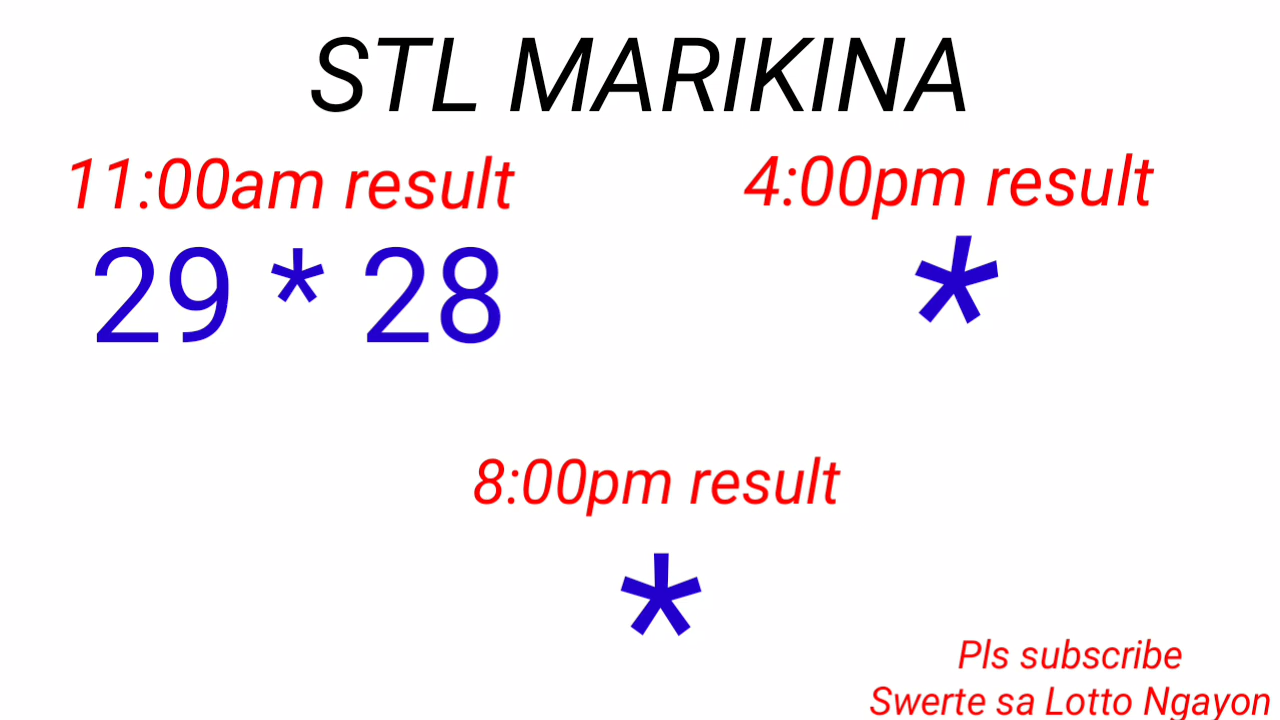 STL MARIKINA
11:00am result
4:00pm result
29 * 28
*
8:00pm result
*
Pls subscribe
Swerte sa Lotto Ngayon